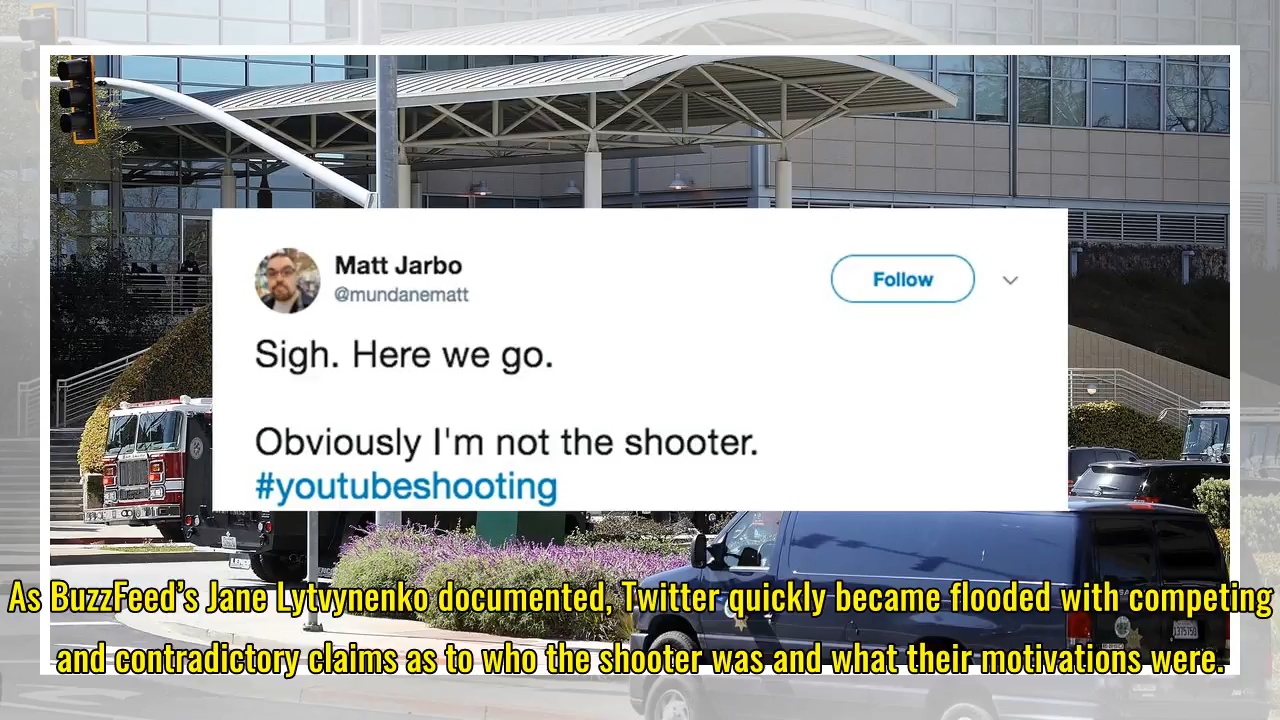 Matt Jarbo
@mundanematt
Follow
Sigh. Here we go.
Obviously I'm not the shooter.
#youtubeshooting
As BuzzFeed’s Jane Lytvynenko documented, Twitter quickly became flooded with competing
and contradictory claims as to who the shooter was and what their motivations were.